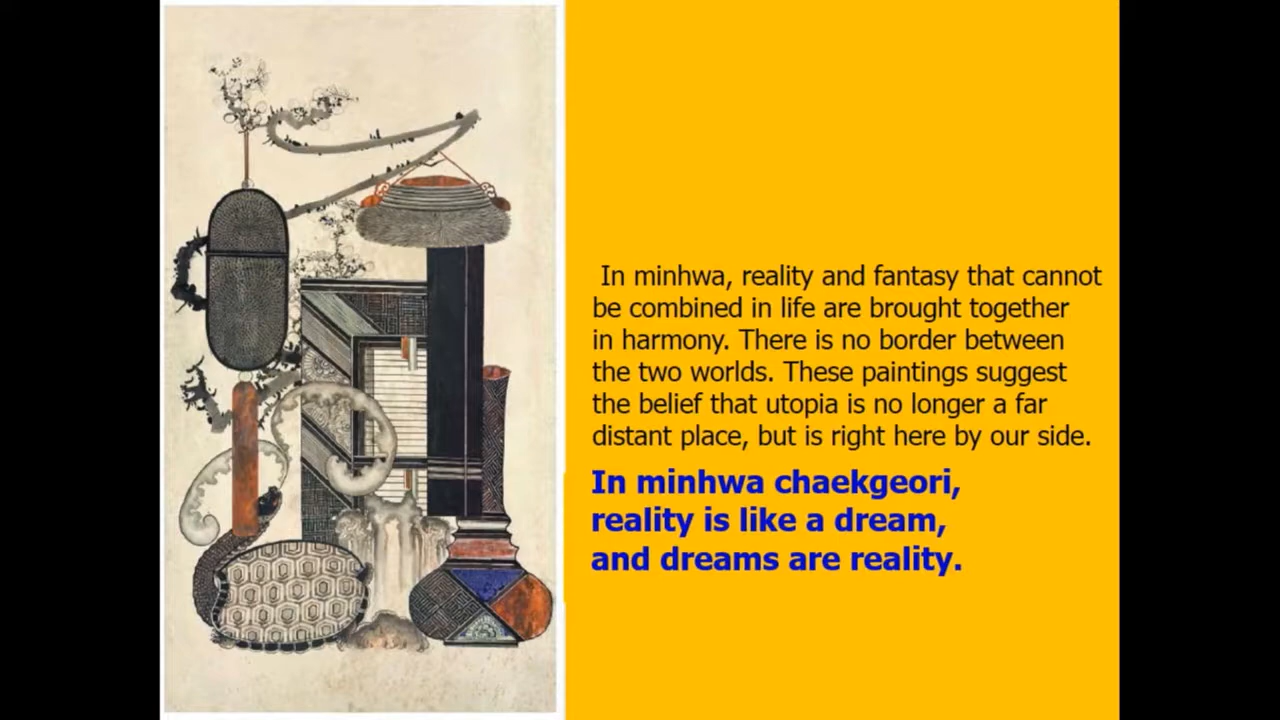 In minhwa, reality and fantasy that cannot
be combined in life are brought together
in harmony. There is no border between
the two worlds. These paintings suggest
the belief that utopia is no longer a far
distant place, but is right here by our side.
In minhwa chaekgeori,
reality is like a dream,
and dreams are reality.